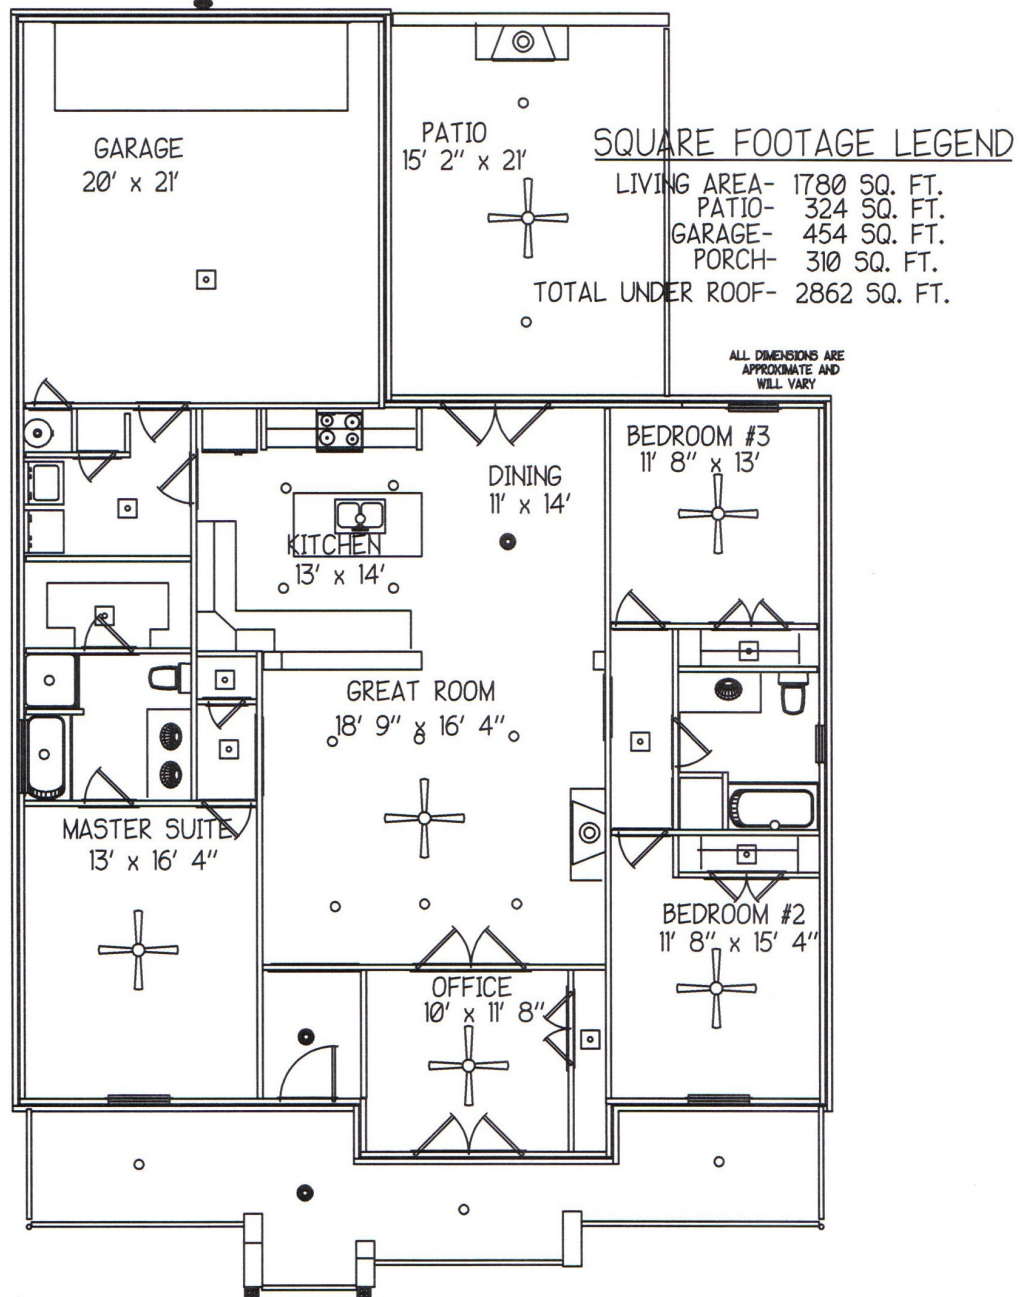 GARAGE
20' x 21'
PATIO
15' 2" x 21'
SQUARE FOOTAGE LEGEND
LIVING AREA- 1780 SQ. FT.
PATIO- 324 SQ. FT.
GARAGE- 454 SQ. FT.
PORCH- 310 SQ. FT.
TOTAL UNDER ROOF- 2862 SQ. FT.
ALL DIMENSIONS ARE
APPROXIMATE AND
WILL VARY
BEDROOM #3
11' 8" x 13'
DINING
11' x 14'
KITCHEN
13' x 14'
GREAT ROOM
18' 9" x 16' 4"
MASTER SUITE
13' x 16' 4"
BEDROOM #2
11' 8" x 15' 4"
OFFICE
10' x 11' 8"